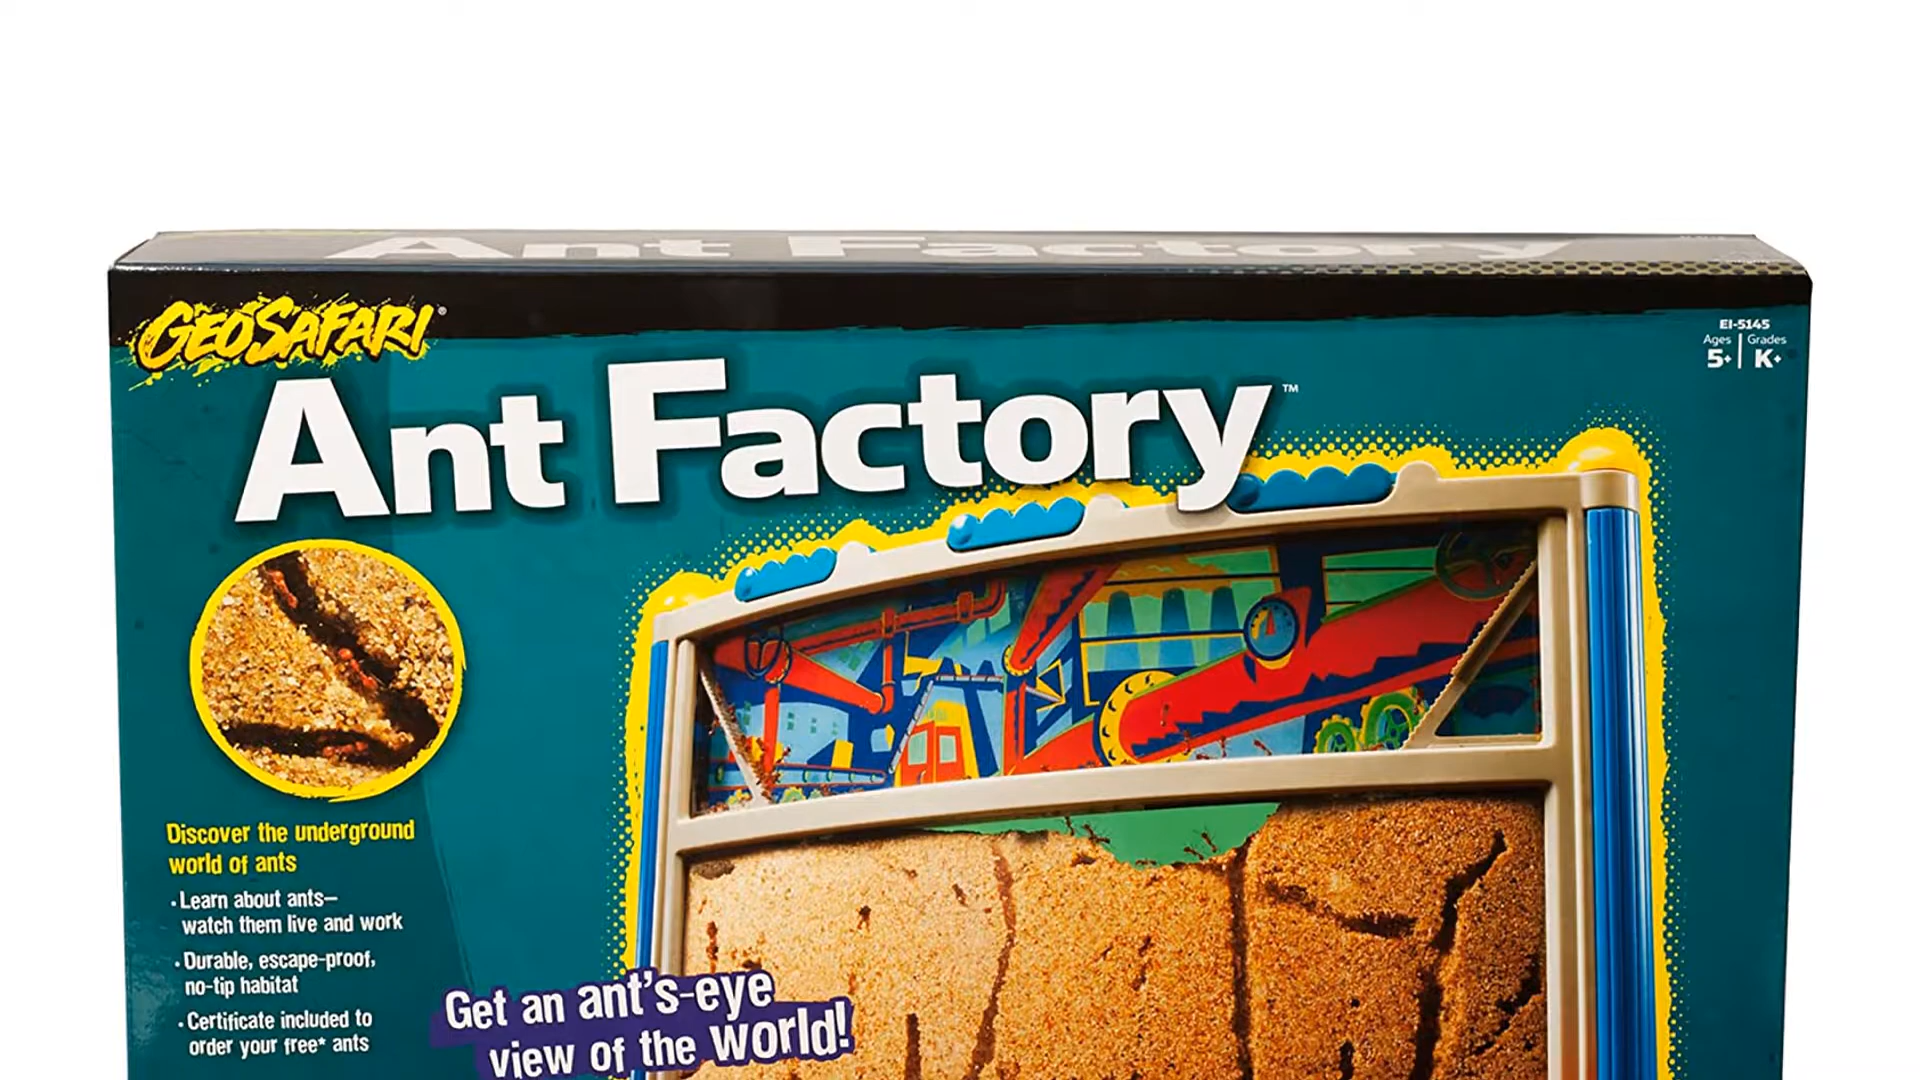 Ant Factory
GEOSAFARI®
EI-5145
Ages Grades
5+ K+
Ant Factory™
Discover the underground
world of ants
· Learn about ants—
watch them live and work
· Durable, escape-proof,
no-tip habitat
· Certificate included to
order your free* ants
Get an ant's-eye
view of the world!